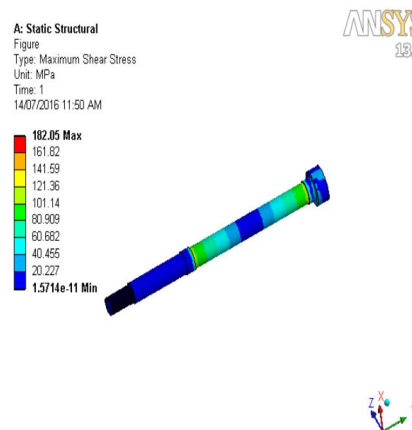 A: Static Structural
Figure
Type: Maximum Shear Stress
Unit: MPa
Time: 1
14/07/2016 11:50 AM
ANSYS
13
182.05 Max
161.82
141.59
121.36
101.14
80.909
60.682
40.455
20.227
1.5714e-11 Min
X
Z